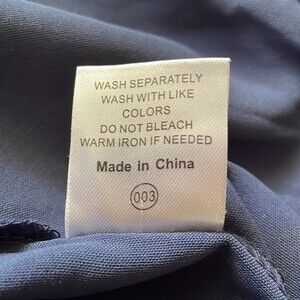 WASH SEPARATELY
WASH WITH LIKE
COLORS
DO NOT BLEACH
WARM IRON IF NEEDED
Made in China
003